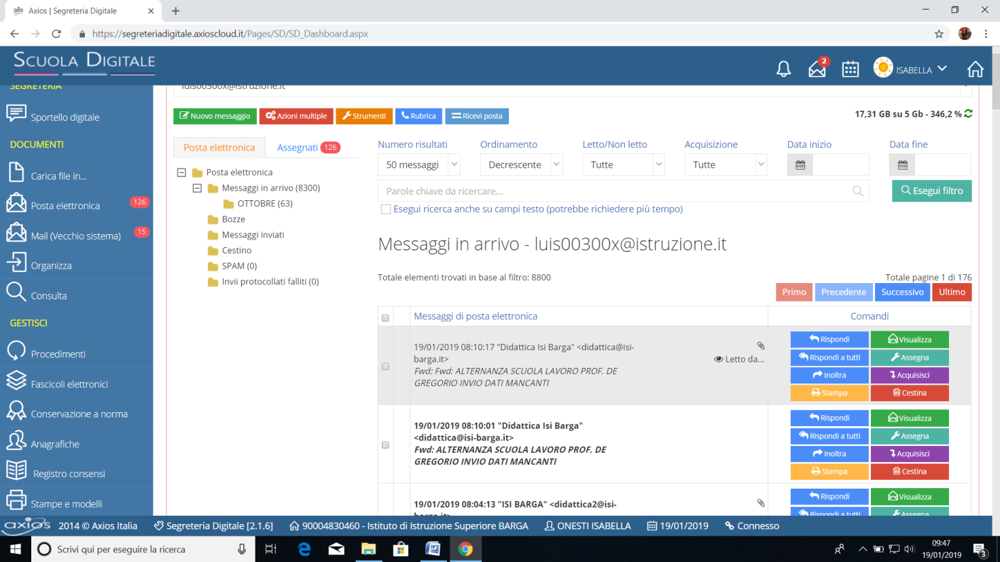 Axios | Segreteria Digitale
https://segreteriadigitale.axioscloud.it/Pages/SD/SD_Dashboard.aspx
SCUOLA DIGITALE
2
ISABELLA
SEGRETERIA
luis00300x@istruzione.it
Sportello digitale
DOCUMENTI
Carica file in...
Posta elettronica 126
Mail (Vecchio sistema) 15
Organizza
Consulta
GESTISCI
Procedimenti
Fascicoli elettronici
Conservazione a norma
Anagrafiche
Registro consensi
Stampe e modelli
Nuovo messaggio Azioni multiple Strumenti Rubrica Ricevi posta
17,31 GB su 5 Gb - 346,2 %
Posta elettronica Assegnati 126
Posta elettronica
Messaggi in arrivo (8300)
OTTOBRE (63)
Bozze
Messaggi inviati
Cestino
SPAM (0)
Invii protocollati falliti (0)
Numero risultati Ordinamento Letto/Non letto Acquisizione Data inizio Data fine
50 messaggi Decrescente Tutte Tutte
Parole chiave da ricercare... Esegui filtro
Esegui ricerca anche su campi testo (potrebbe richiedere più tempo)
Messaggi in arrivo - luis00300x@istruzione.it
Totale elementi trovati in base al filtro: 8800 Totale pagine 1 di 176
Primo Precedente Successivo Ultimo
Messaggi di posta elettronica Comandi
19/01/2019 08:10:17 "Didattica Isi Barga" <didattica@isi-
barga.it>
Fwd: Fwd: ALTERNANZA SCUOLA LAVORO PROF. DE
GREGORIO INVIO DATI MANCANTI
Letto da...
Rispondi Visualizza
Rispondi a tutti Assegna
Inoltra Acquisisci
Stampa Cestina
19/01/2019 08:10:01 "Didattica Isi Barga"
<didattica@isi-barga.it>
Fwd: ALTERNANZA SCUOLA LAVORO PROF. DE
GREGORIO INVIO DATI MANCANTI
Rispondi Visualizza
Rispondi a tutti Assegna
Inoltra Acquisisci
Stampa Cestina
19/01/2019 08:04:13 "ISI BARGA" <didattica2@isi-
barga.it>
Rispondi Visualizza
Rispondi a tutti Assegna
axios 2014 © Axios Italia Segreteria Digitale [2.1.6] 90004830460 - Istituto di Istruzione Superiore BARGA ONESTI ISABELLA 19/01/2019 Connesso
Scrivi qui per eseguire la ricerca
09:47
19/01/2019
3